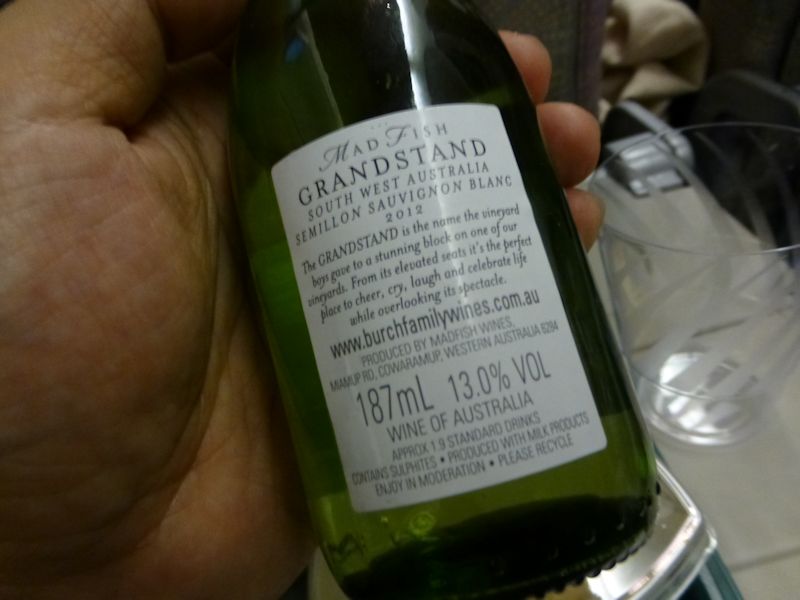 MAD FISH
GRANDSTAND
SOUTH WEST AUSTRALIA
SEMILLON SAUVIGNON BLANC
2012
The GRANDSTAND is the name the vineyard
boys gave to a stunning block on one of our
vineyards. From its elevated seats it's the perfect
place to cheer, cry, laugh and celebrate life
while overlooking its spectacle.
www.burchfamilywines.com.au
PRODUCED BY MADFISH WINES,
MIAMUP RD, COWARAMUP, WESTERN AUSTRALIA 6284
187mL 13.0% VOL
WINE OF AUSTRALIA
APPROX 1.9 STANDARD DRINKS
CONTAINS SULPHITES • PRODUCED WITH MILK PRODUCTS
ENJOY IN MODERATION • PLEASE RECYCLE